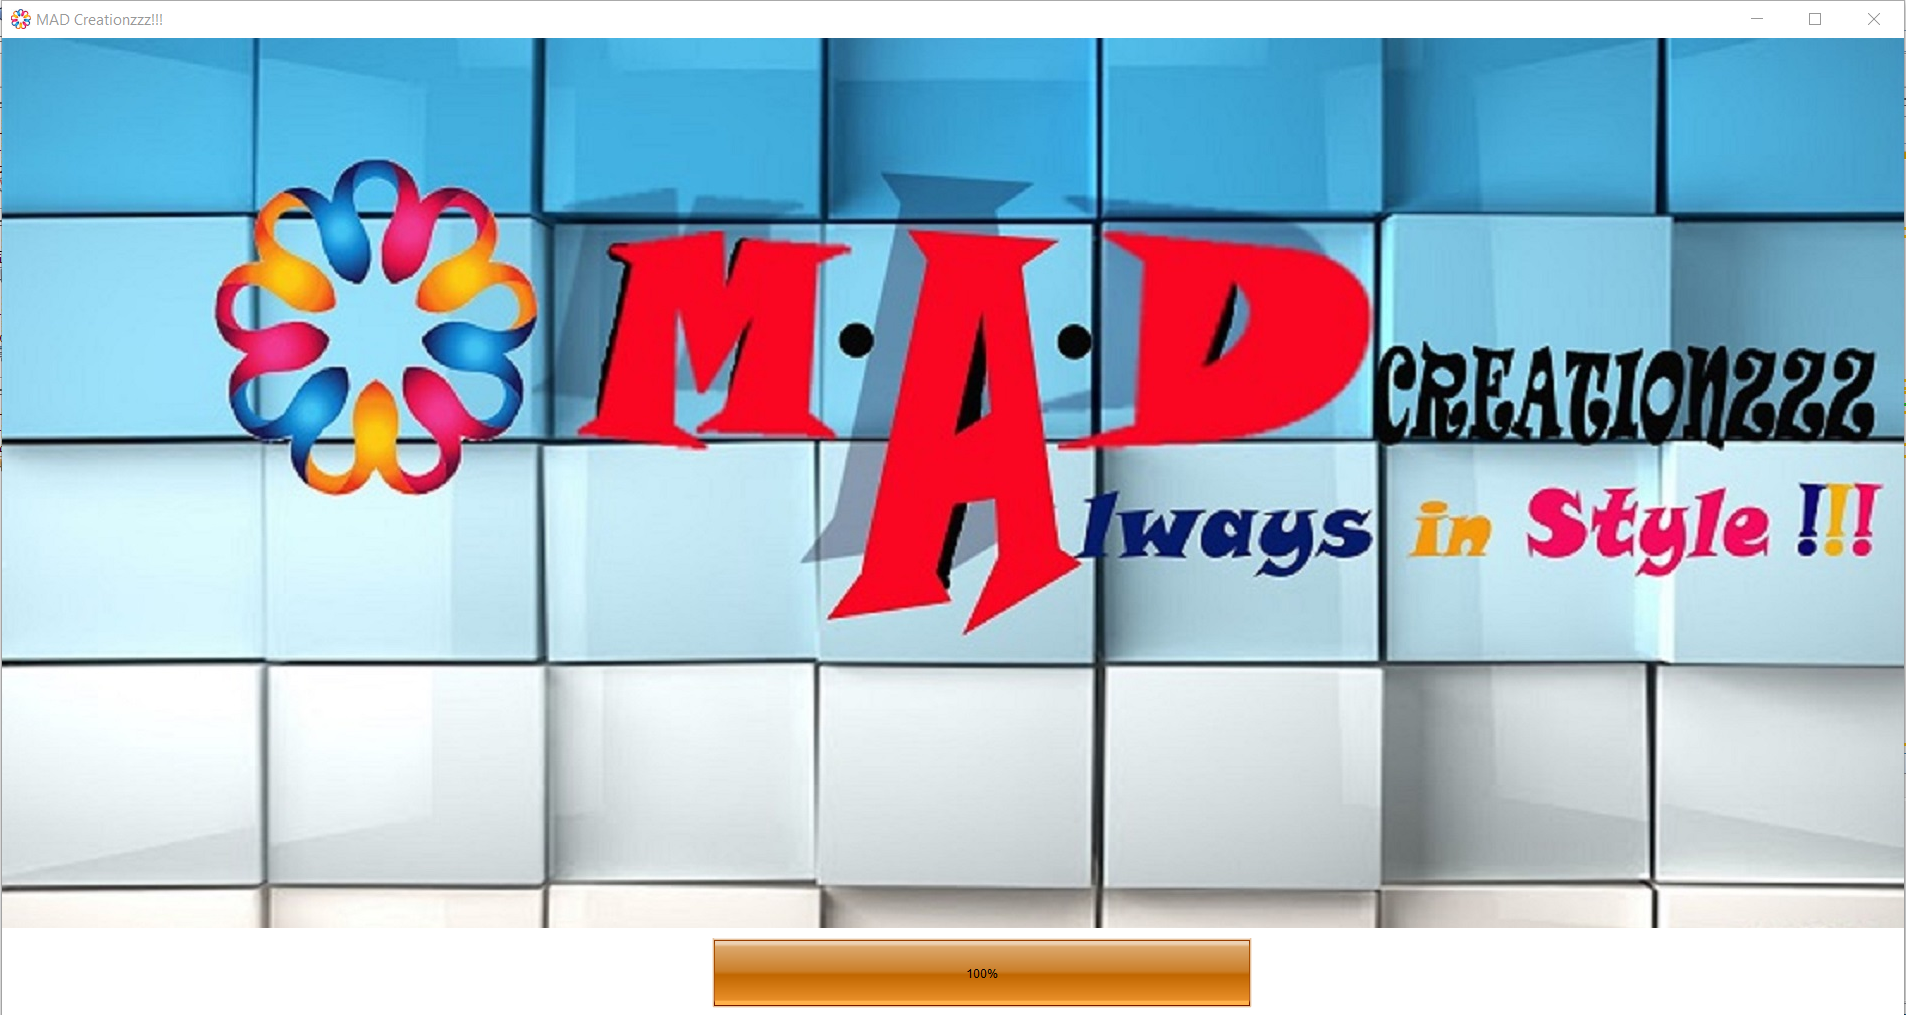 MAD Creationzzz!!!
M.A.D CREATIONZZZ
Always in Style !!!
100%